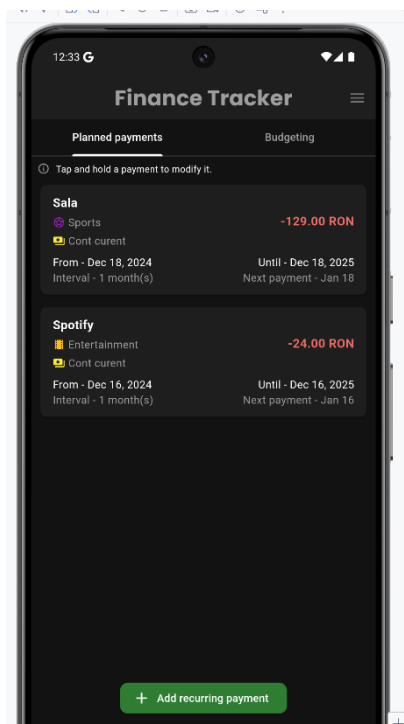 12:33 G
Finance Tracker
Planned payments Budgeting
Tap and hold a payment to modify it.
Sala
Sports -129.00 RON
Cont curent
From - Dec 18, 2024 Until - Dec 18, 2025
Interval - 1 month(s) Next payment - Jan 18
Spotify
Entertainment -24.00 RON
Cont curent
From - Dec 16, 2024 Until - Dec 16, 2025
Interval - 1 month(s) Next payment - Jan 16
+ Add recurring payment